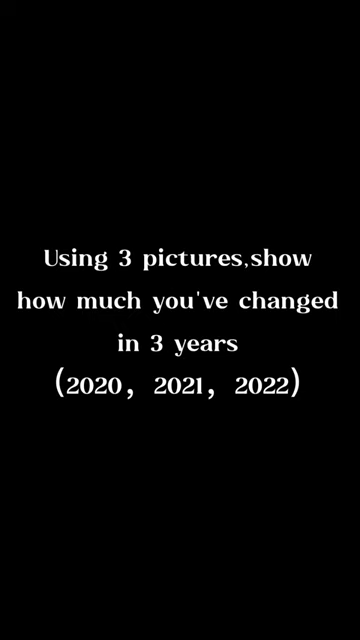 Using 3 pictures,show
how much you've changed
in 3 years
(2020, 2021, 2022)